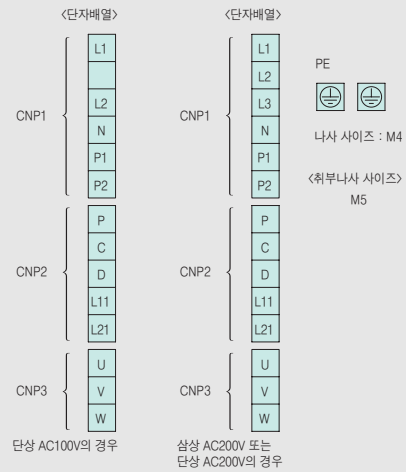 〈단자배열〉
L1
L2
CNP1
N
P1
P2
P
C
CNP2
D
L11
L21
U
CNP3
V
W
단상 AC100V의 경우
〈단자배열〉
L1
L2
L3
CNP1
N
P1
P2
P
C
CNP2
D
L11
L21
U
CNP3
V
W
삼상 AC200V 또는
단상 AC200V의 경우
PE
나사 사이즈 : M4
〈취부나사 사이즈〉
M5